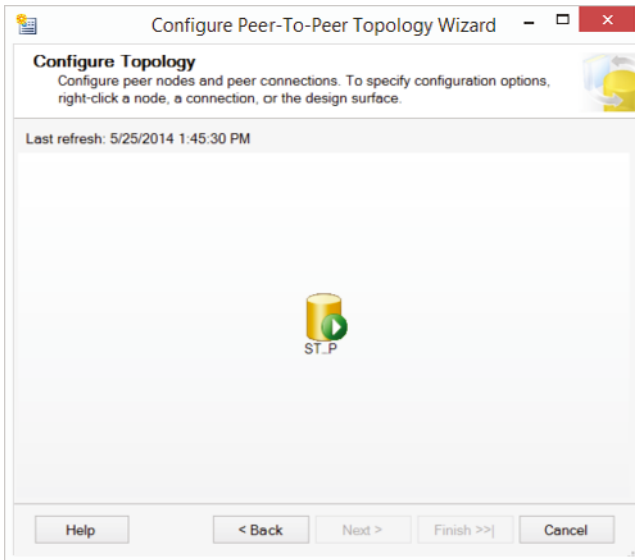 Configure Peer-To-Peer Topology Wizard
Configure Topology
Configure peer nodes and peer connections. To specify configuration options,
right-click a node, a connection, or the design surface.
Last refresh: 5/25/2014 1:45:30 PM
ST_P
Help
< Back
Next >
Finish >>|
Cancel